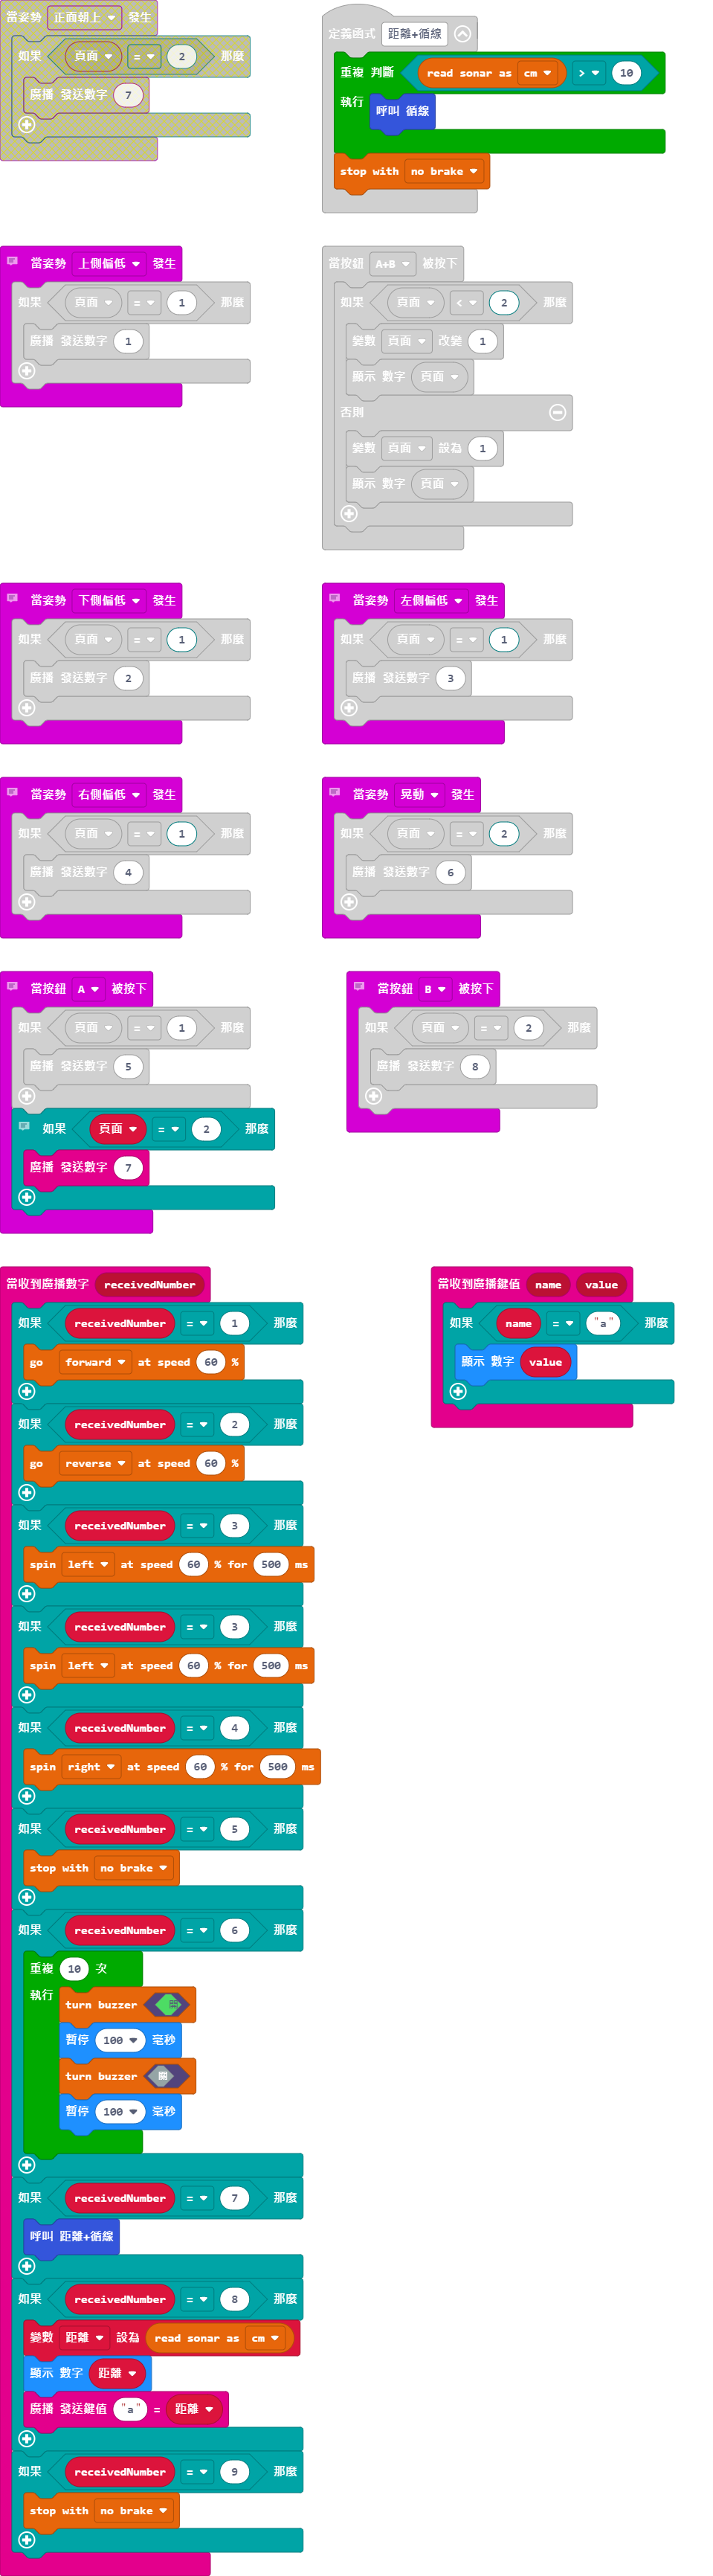 當姿勢 正面朝上 發生
如果 頁面 = 2 那麼
廣播 發送數字 7
定義函式 距離+循線
重複 判斷 read sonar as cm > 10
執行 呼叫 循線
stop with no brake
當姿勢 上側偏低 發生
如果 頁面 = 1 那麼
廣播 發送數字 1
當按鈕 A+B 被按下
如果 頁面 < 2 那麼
變數 頁面 改變 1
顯示 數字 頁面
否則
變數 頁面 設為 1
顯示 數字 頁面
當姿勢 下側偏低 發生
如果 頁面 = 1 那麼
廣播 發送數字 2
當姿勢 左側偏低 發生
如果 頁面 = 1 那麼
廣播 發送數字 3
當姿勢 右側偏低 發生
如果 頁面 = 1 那麼
廣播 發送數字 4
當姿勢 晃動 發生
如果 頁面 = 2 那麼
廣播 發送數字 6
當按鈕 A 被按下
如果 頁面 = 1 那麼
廣播 發送數字 5
如果 頁面 = 2 那麼
廣播 發送數字 7
當按鈕 B 被按下
如果 頁面 = 2 那麼
廣播 發送數字 8
當收到廣播數字 receivedNumber
如果 receivedNumber = 1 那麼
go forward at speed 60 %
如果 receivedNumber = 2 那麼
go reverse at speed 60 %
如果 receivedNumber = 3 那麼
spin left at speed 60 % for 500 ms
如果 receivedNumber = 3 那麼
spin left at speed 60 % for 500 ms
如果 receivedNumber = 4 那麼
spin right at speed 60 % for 500 ms
如果 receivedNumber = 5 那麼
stop with no brake
如果 receivedNumber = 6 那麼
重複 10 次
執行 turn buzzer 開
暫停 100 毫秒
turn buzzer 關
暫停 100 毫秒
如果 receivedNumber = 7 那麼
呼叫 距離+循線
如果 receivedNumber = 8 那麼
變數 距離 設為 read sonar as cm
顯示 數字 距離
廣播 發送鍵值 "a" = 距離
如果 receivedNumber = 9 那麼
stop with no brake
當收到廣播鍵值 name value
如果 name = "a" 那麼
顯示 數字 value